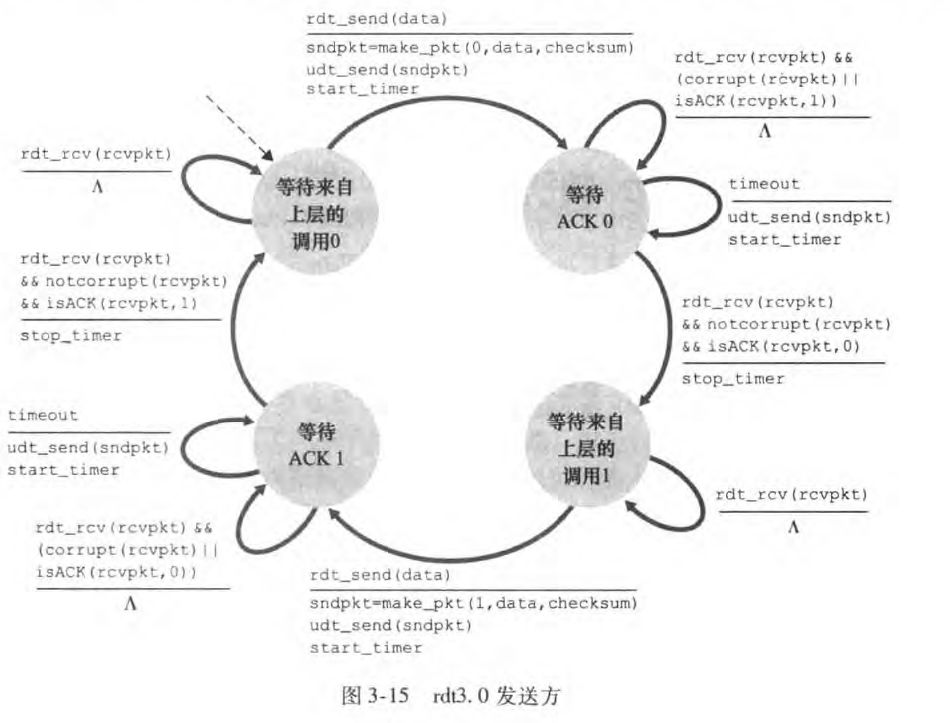 rdt_send(data)
sndpkt=make_pkt(0,data,checksum)
udt_send(sndpkt)
start_timer
rdt_rcv(rcvpkt) &&
(corrupt(rcvpkt)||
isACK(rcvpkt,1))
Λ
rdt_rcv(rcvpkt)
Λ
等待来自
上层的
调用0
等待
ACK 0
timeout
udt_send(sndpkt)
start_timer
rdt_rcv(rcvpkt)
&& notcorrupt(rcvpkt)
&& isACK(rcvpkt,1)
stop_timer
rdt_rcv(rcvpkt)
&& notcorrupt(rcvpkt)
&& isACK(rcvpkt,0)
stop_timer
timeout
udt_send(sndpkt)
start_timer
等待
ACK 1
等待来自
上层的
调用1
rdt_rcv(rcvpkt)
Λ
rdt_rcv(rcvpkt) &&
(corrupt(rcvpkt)||
isACK(rcvpkt,0))
Λ
rdt_send(data)
sndpkt=make_pkt(1,data,checksum)
udt_send(sndpkt)
start_timer
图 3-15 rdt3.0 发送方